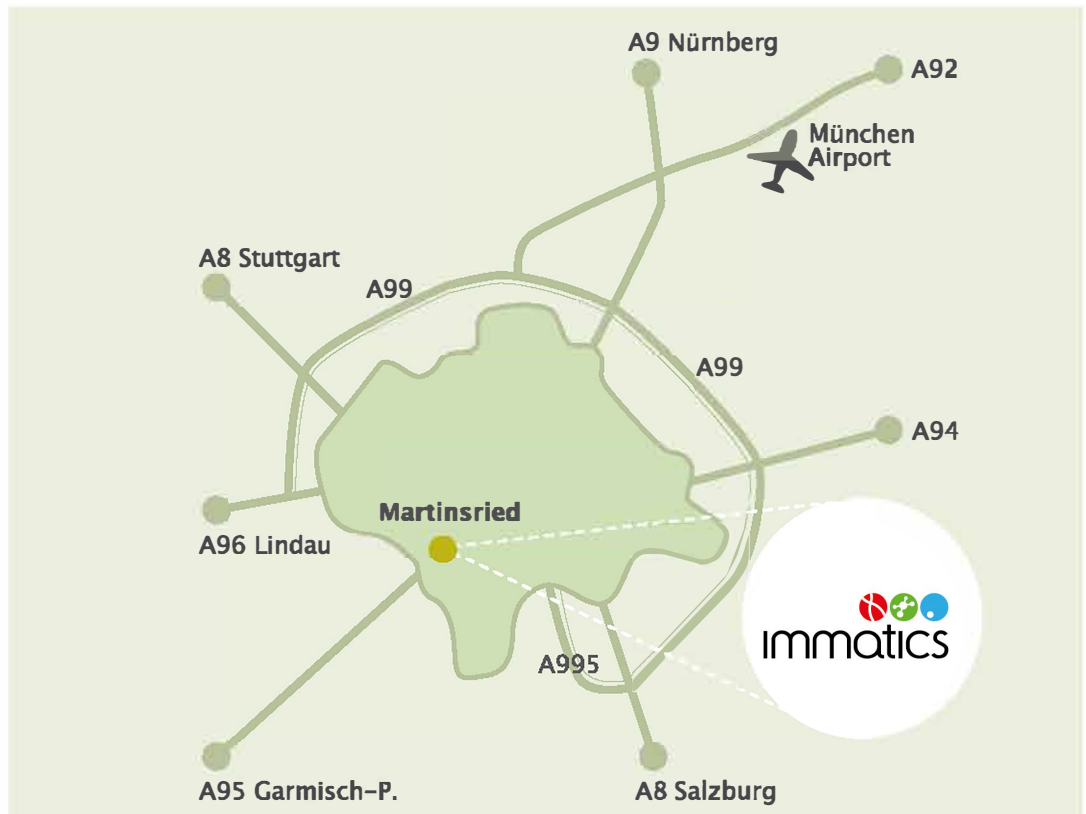 A9 Nürnberg
A92
München
Airport
A8 Stuttgart
A99
A99
A94
Martinsried
A96 Lindau
immatics
A995
A95 Garmisch-P.
A8 Salzburg